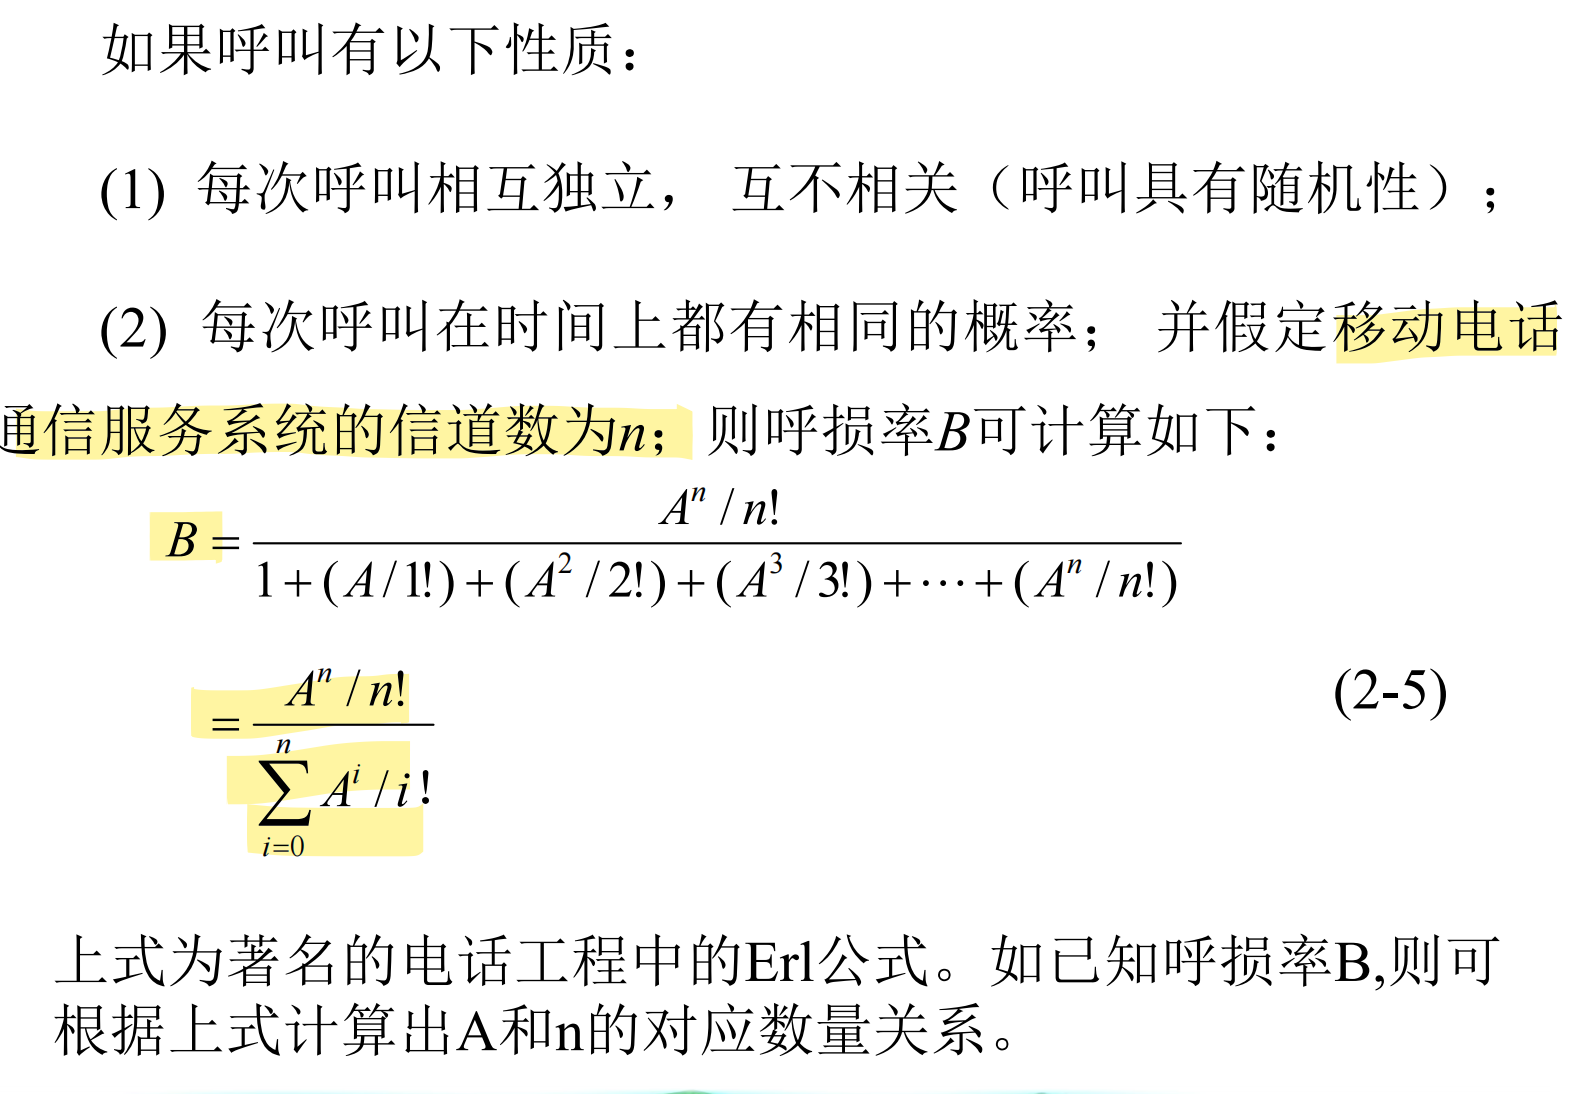 如果呼叫有以下性质：
(1) 每次呼叫相互独立， 互不相关（呼叫具有随机性）；
(2) 每次呼叫在时间上都有相同的概率； 并假定移动电话
通信服务系统的信道数为n；则呼损率B可计算如下：
B = \frac{A^n / n!}{1 + (A/1!) + (A^2/2!) + (A^3/3!) + ⋯ + (A^n/n!)}
= \frac{A^n / n!}{\sum_{i=0}^{n} A^i / i!} (2-5)
上式为著名的电话工程中的Erl公式。如已知呼损率B,则可
根据上式计算出A和n的对应数量关系。